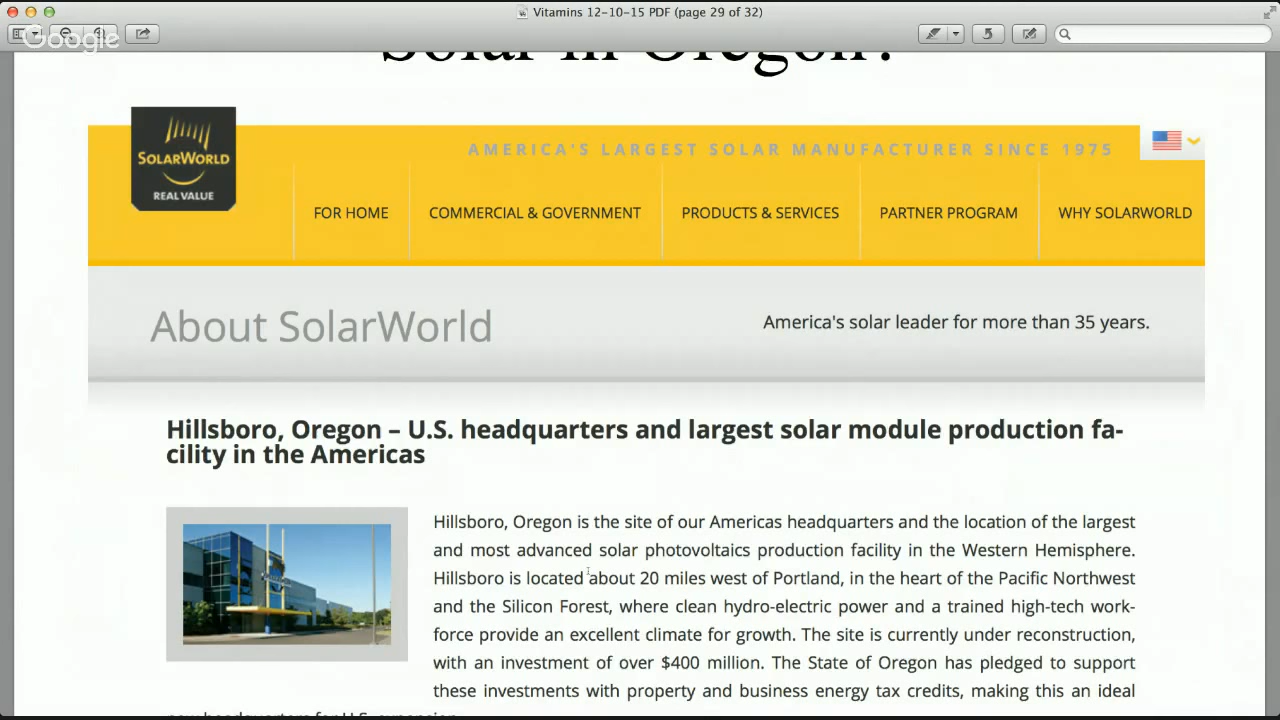 Vitamins 12-10-15 PDF (page 29 of 32)
Google
Solar in Oregon?
SOLARWORLD
REAL VALUE
AMERICA'S LARGEST SOLAR MANUFACTURER SINCE 1975
FOR HOME
COMMERCIAL & GOVERNMENT
PRODUCTS & SERVICES
PARTNER PROGRAM
WHY SOLARWORLD
About SolarWorld
America's solar leader for more than 35 years.
Hillsboro, Oregon – U.S. headquarters and largest solar module production fa-
cility in the Americas
Hillsboro, Oregon is the site of our Americas headquarters and the location of the largest
and most advanced solar photovoltaics production facility in the Western Hemisphere.
Hillsboro is located about 20 miles west of Portland, in the heart of the Pacific Northwest
and the Silicon Forest, where clean hydro-electric power and a trained high-tech work-
force provide an excellent climate for growth. The site is currently under reconstruction,
with an investment of over $400 million. The State of Oregon has pledged to support
these investments with property and business energy tax credits, making this an ideal
new headquarters for U.S. expansion.